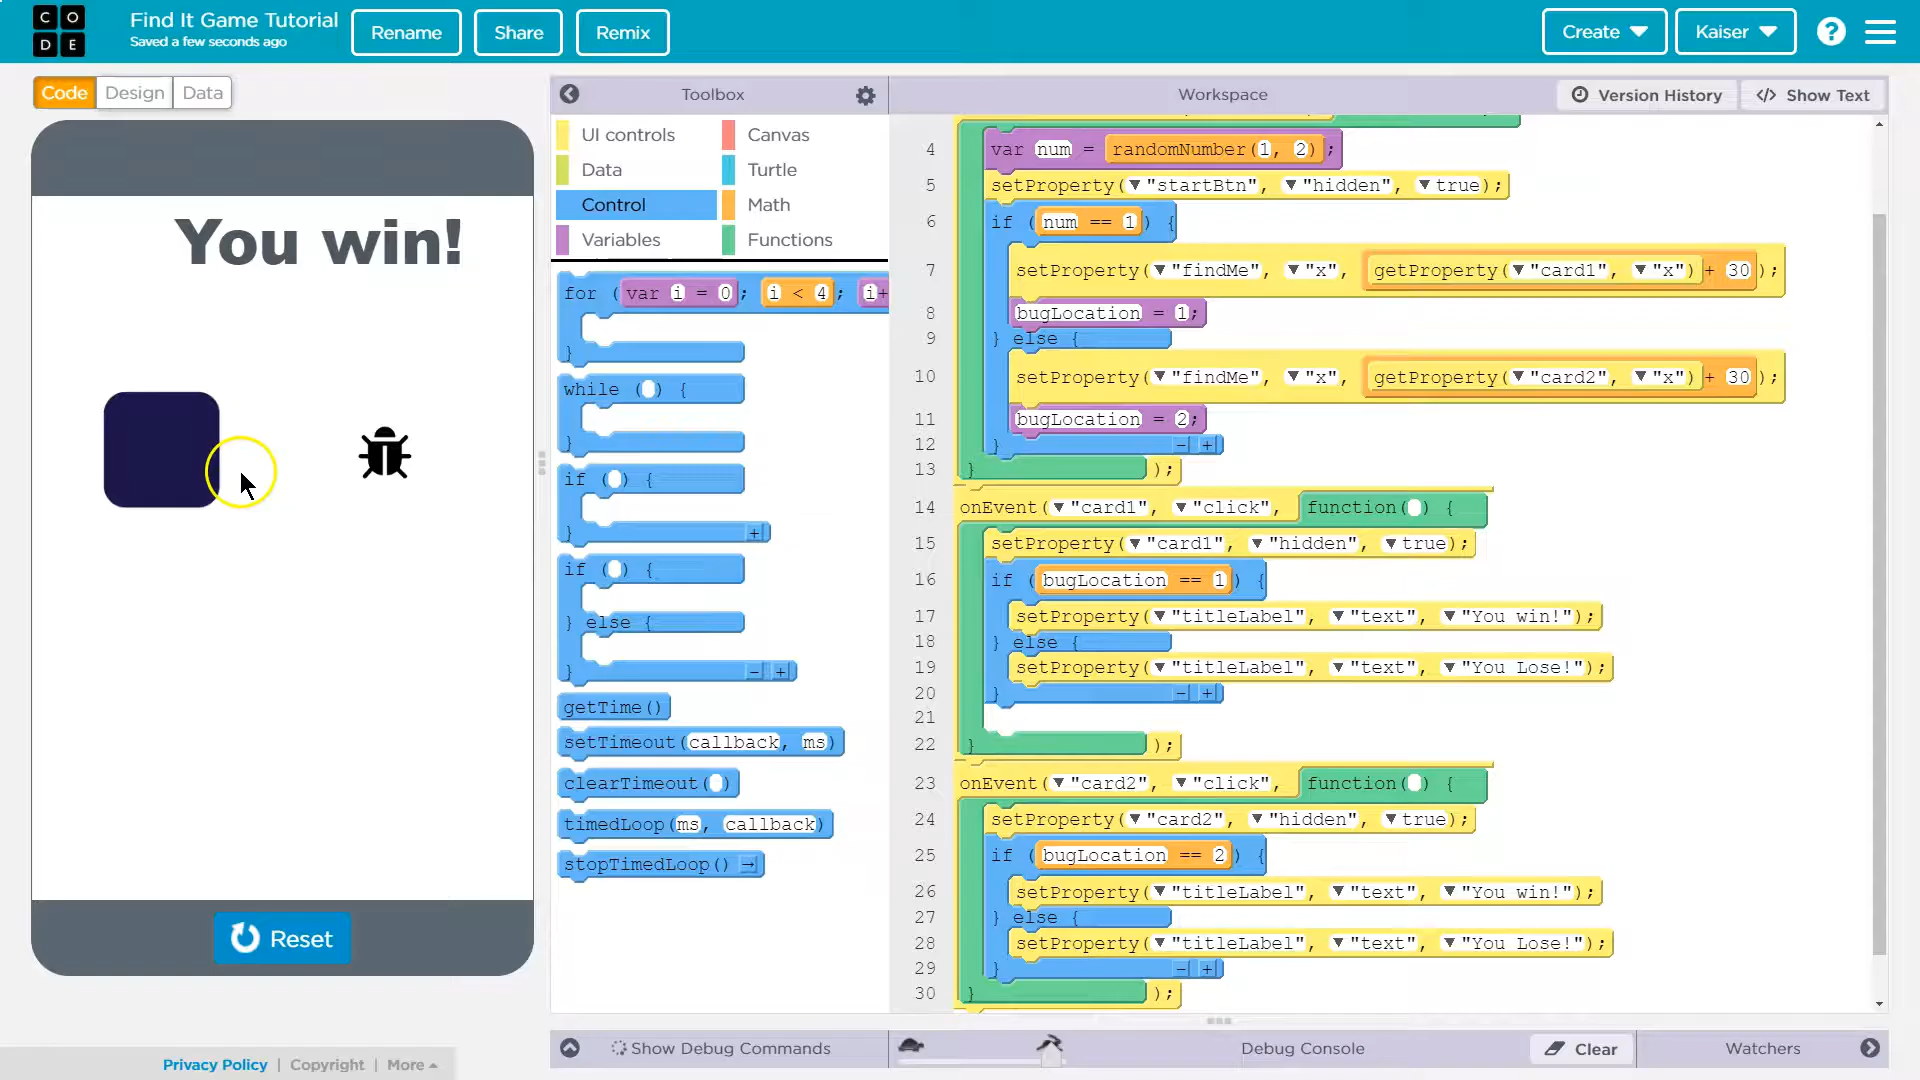 CODE
Find It Game Tutorial
Saved a few seconds ago
Rename
Share
Remix
Create
Kaiser
?
Code
Design
Data
Toolbox
Workspace
Version History
</> Show Text
You win!
Reset
UI controls
Canvas
Data
Turtle
Control
Math
Variables
Functions
for (var i = 0; i < 4; i+
}
while ( ) {
}
if ( ) {
}
+
if ( ) {
} else {
}
- +
getTime()
setTimeout(callback, ms)
clearTimeout( )
timedLoop(ms, callback)
stopTimedLoop()
4 var num = randomNumber(1, 2);
5 setProperty("startBtn", "hidden", true);
6 if (num == 1) {
7 setProperty("findMe", "x", getProperty("card1", "x") + 30);
8 bugLocation = 1;
9 } else {
10 setProperty("findMe", "x", getProperty("card2", "x") + 30);
11 bugLocation = 2;
12 } - +
13 } );
14 onEvent("card1", "click", function( ) {
15 setProperty("card1", "hidden", true);
16 if (bugLocation == 1) {
17 setProperty("titleLabel", "text", "You win!");
18 } else {
19 setProperty("titleLabel", "text", "You Lose!");
20 } - +
21
22 } );
23 onEvent("card2", "click", function( ) {
24 setProperty("card2", "hidden", true);
25 if (bugLocation == 2) {
26 setProperty("titleLabel", "text", "You win!");
27 } else {
28 setProperty("titleLabel", "text", "You Lose!");
29 } - +
30 } );
Show Debug Commands
Debug Console
Clear
Watchers
Privacy Policy | Copyright | More